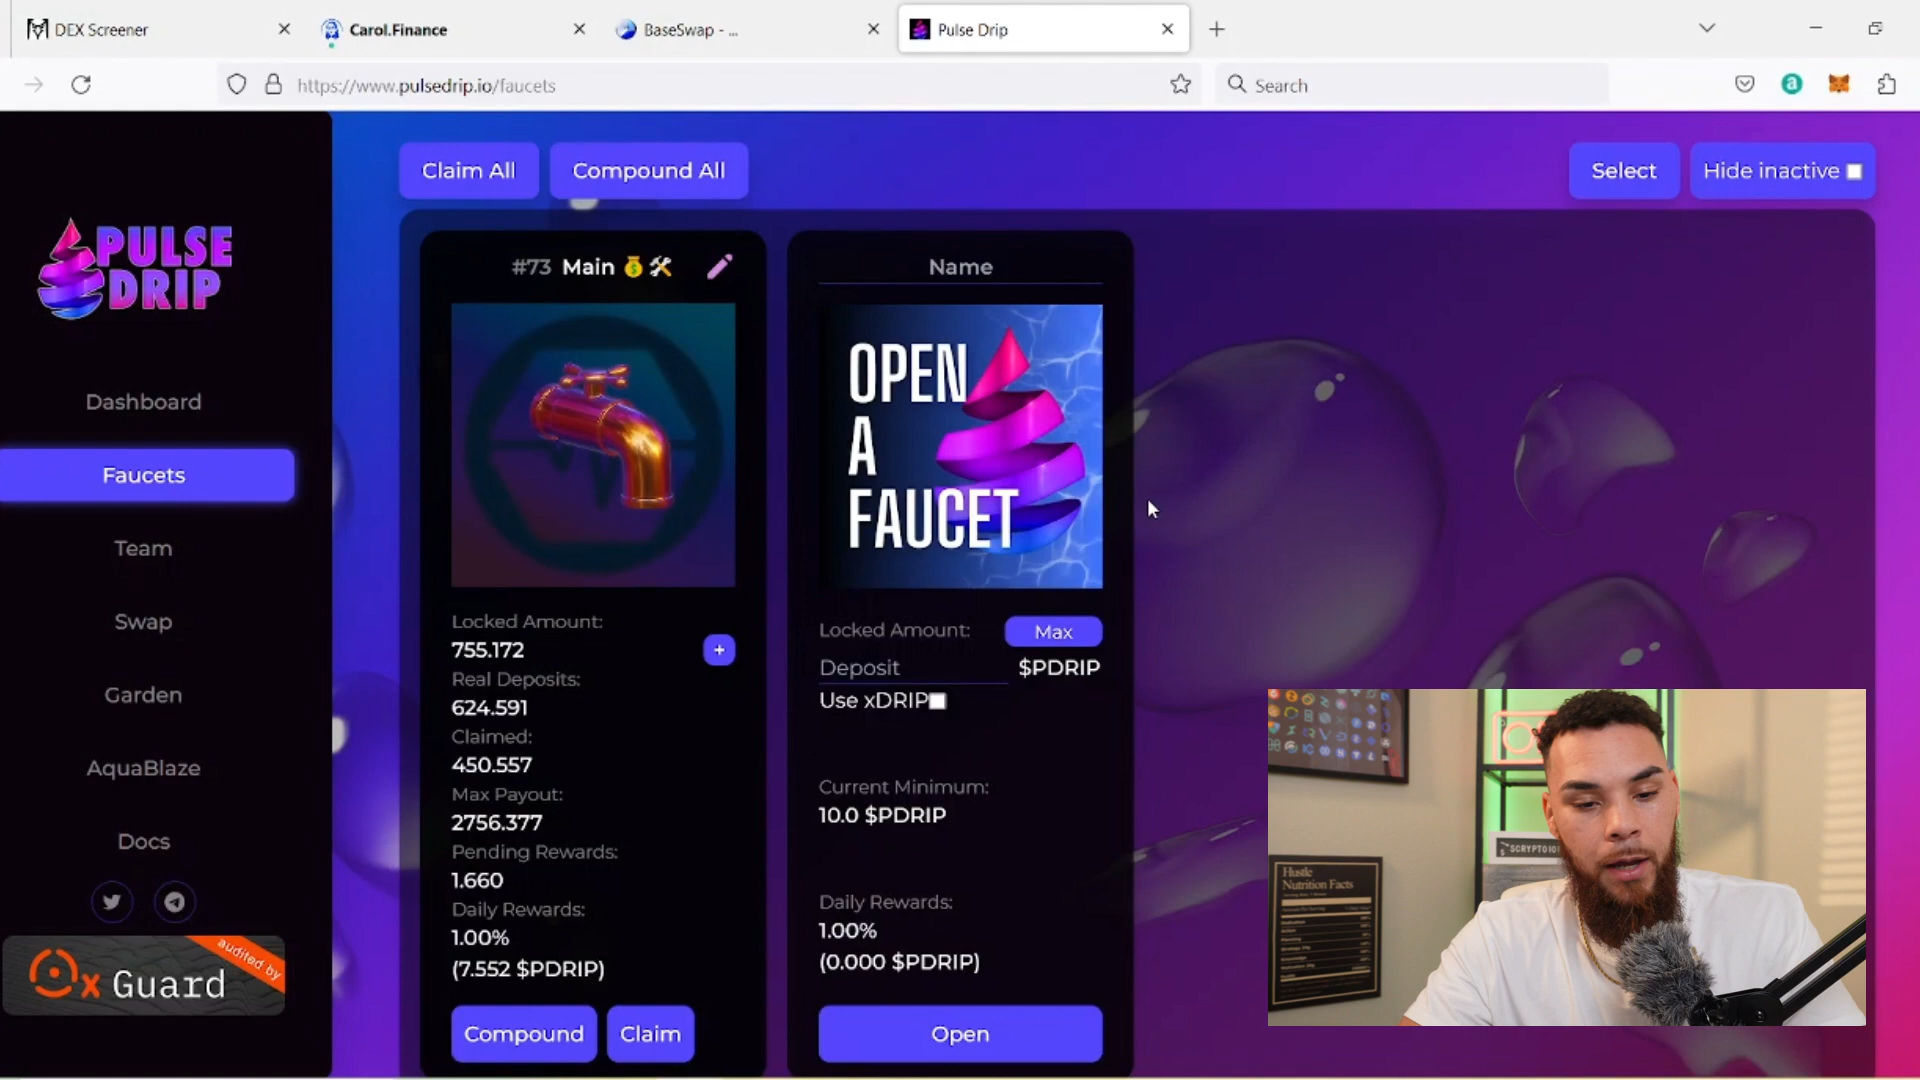 DEX Screener
Carol.Finance
BaseSwap - ...
Pulse Drip
https://www.pulsedrip.io/faucets
Search
Claim All
Compound All
Select
Hide inactive
PULSE
DRIP
Dashboard
Faucets
Team
Swap
Garden
AquaBlaze
Docs
audited by
0x Guard
#73 Main 💰🛠
Locked Amount:
755.172
+
Real Deposits:
624.591
Claimed:
450.557
Max Payout:
2756.377
Pending Rewards:
1.660
Daily Rewards:
1.00%
(7.552 $PDRIP)
Compound
Claim
Name
OPEN
A
FAUCET
Locked Amount:
Max
Deposit
$PDRIP
Use xDRIP
Current Minimum:
10.0 $PDRIP
Daily Rewards:
1.00%
(0.000 $PDRIP)
Open
Hustle
Nutrition Facts